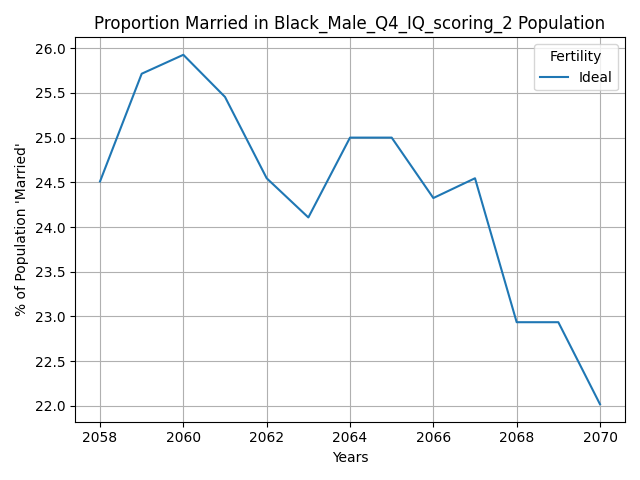 Proportion Married in Black_Male_Q4_IQ_scoring_2 Population
Fertility
Ideal
% of Population 'Married'
26.0
25.5
25.0
24.5
24.0
23.5
23.0
22.5
22.0
2058 2060 2062 2064 2066 2068 2070
Years